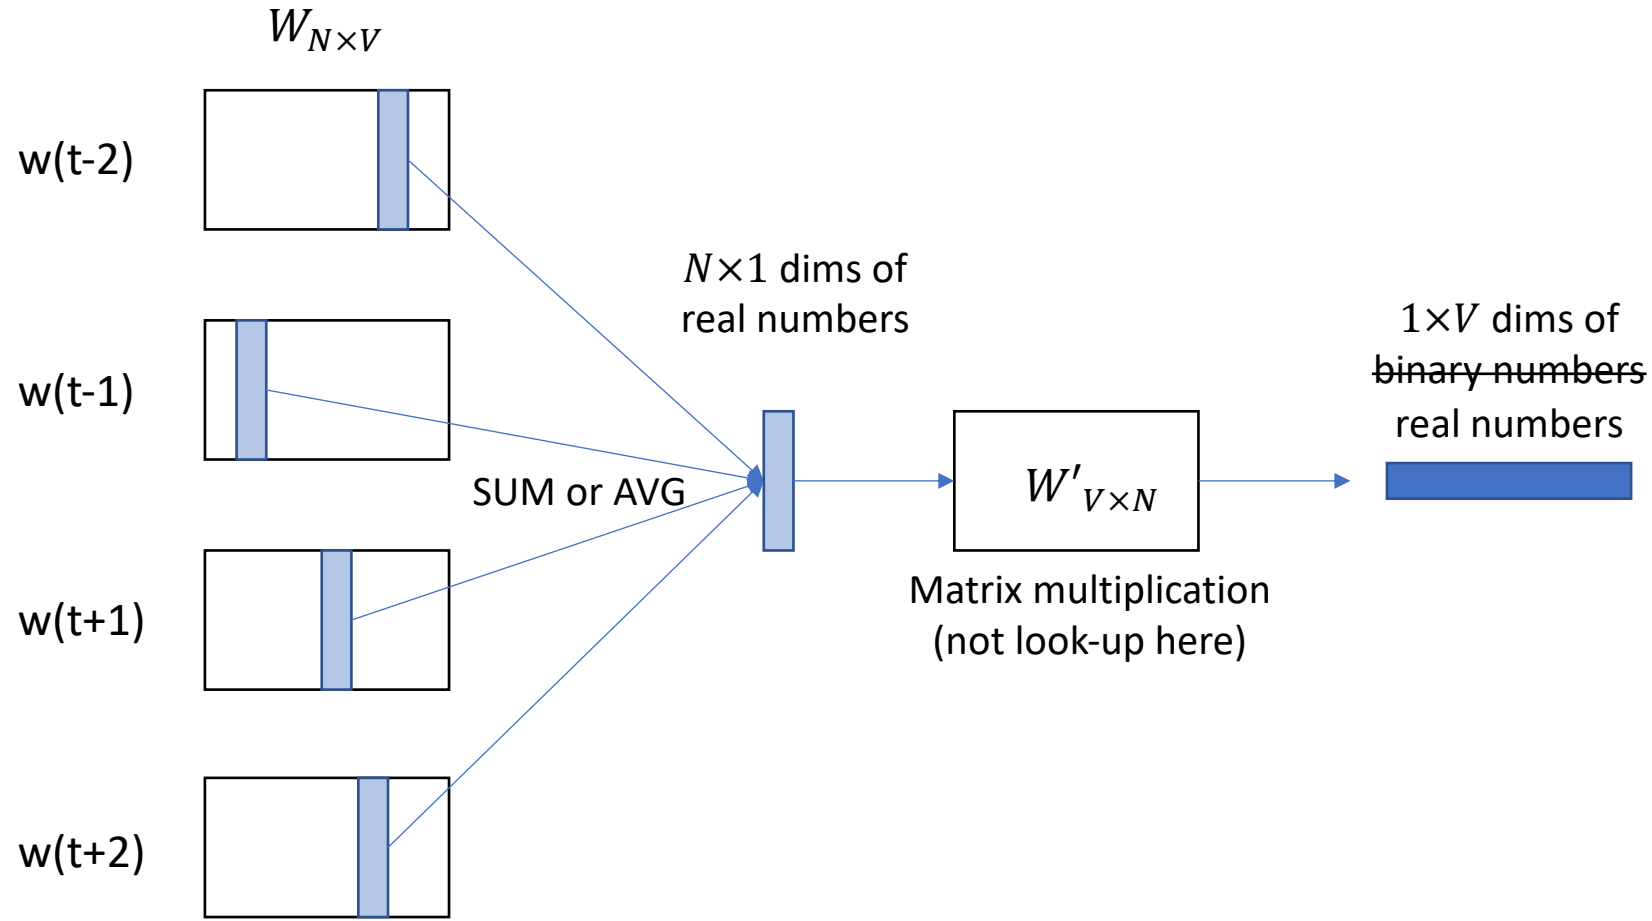 W_{N×V}
w(t-2)
N×1 dims of
real numbers
1×V dims of
binary numbers
real numbers
w(t-1)
SUM or AVG
W'_{V×N}
Matrix multiplication
(not look-up here)
w(t+1)
w(t+2)